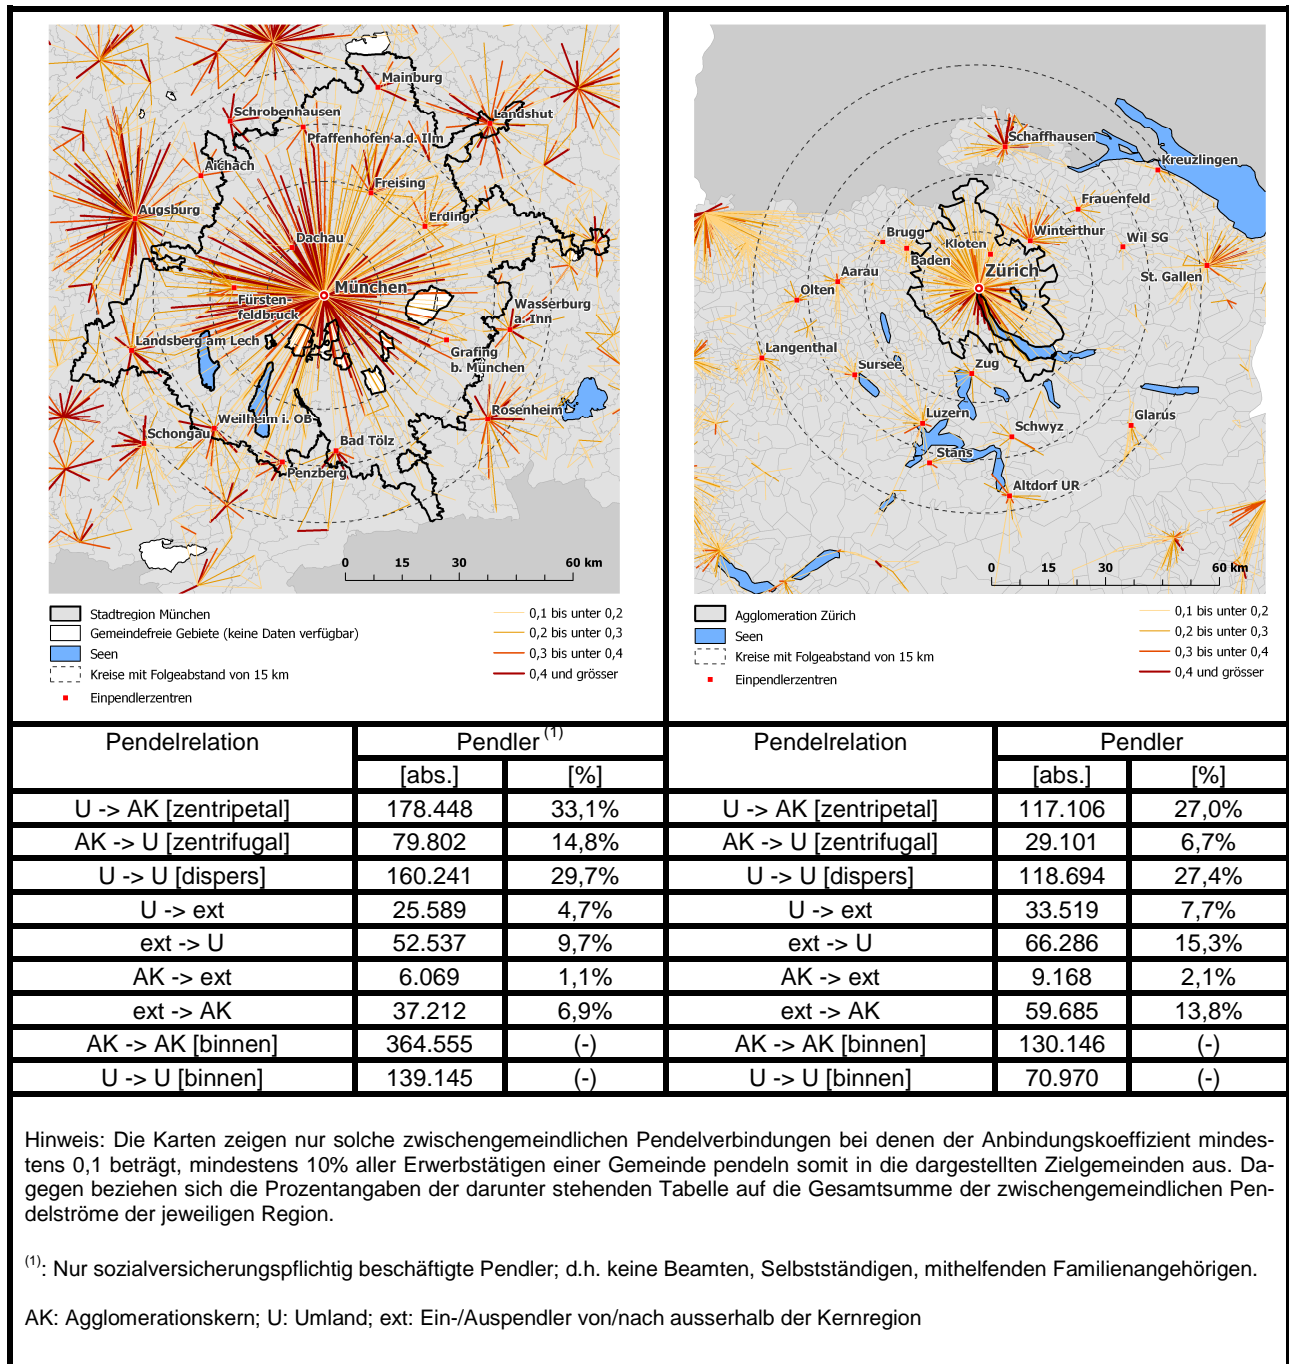 Mainburg
Schrobenhausen
Landshut
Pfaffenhofen a.d. Ilm
Aichach
Freising
Augsburg
Erding
Dachau
München
Fürsten-
feldbruck
Wasserburg
a. Inn
Landsberg am Lech
Grafing
b. München
Rosenheim
Weilheim i. OB
Schongau
Bad Tölz
Penzberg
0 15 30 60 km
Stadtregion München
Gemeindefreie Gebiete (keine Daten verfügbar)
Seen
Kreise mit Folgeabstand von 15 km
Einpendlerzentren
0,1 bis unter 0,2
0,2 bis unter 0,3
0,3 bis unter 0,4
0,4 und grösser
Schaffhausen
Kreuzlingen
Frauenfeld
Brugg
Winterthur
Wil SG
Kloten
Baden
Zürich
St. Gallen
Aarau
Olten
Langenthal
Sursee
Zug
Luzern
Schwyz
Glarus
Stans
Altdorf UR
0 15 30 60 km
Agglomeration Zürich
Seen
Kreise mit Folgeabstand von 15 km
Einpendlerzentren
0,1 bis unter 0,2
0,2 bis unter 0,3
0,3 bis unter 0,4
0,4 und grösser
Pendelrelation Pendler (1) Pendelrelation Pendler
[abs.] [%] [abs.] [%]
U -> AK [zentripetal] 178.448 33,1% U -> AK [zentripetal] 117.106 27,0%
AK -> U [zentrifugal] 79.802 14,8% AK -> U [zentrifugal] 29.101 6,7%
U -> U [dispers] 160.241 29,7% U -> U [dispers] 118.694 27,4%
U -> ext 25.589 4,7% U -> ext 33.519 7,7%
ext -> U 52.537 9,7% ext -> U 66.286 15,3%
AK -> ext 6.069 1,1% AK -> ext 9.168 2,1%
ext -> AK 37.212 6,9% ext -> AK 59.685 13,8%
AK -> AK [binnen] 364.555 (-) AK -> AK [binnen] 130.146 (-)
U -> U [binnen] 139.145 (-) U -> U [binnen] 70.970 (-)
Hinweis: Die Karten zeigen nur solche zwischengemeindlichen Pendelverbindungen bei denen der Anbindungskoeffizient mindes-
tens 0,1 beträgt, mindestens 10% aller Erwerbstätigen einer Gemeinde pendeln somit in die dargestellten Zielgemeinden aus. Da-
gegen beziehen sich die Prozentangaben der darunter stehenden Tabelle auf die Gesamtsumme der zwischengemeindlichen Pen-
delströme der jeweiligen Region.
(1): Nur sozialversicherungspflichtig beschäftigte Pendler; d.h. keine Beamten, Selbstständigen, mithelfenden Familienangehörigen.
AK: Agglomerationskern; U: Umland; ext: Ein-/Auspendler von/nach ausserhalb der Kernregion